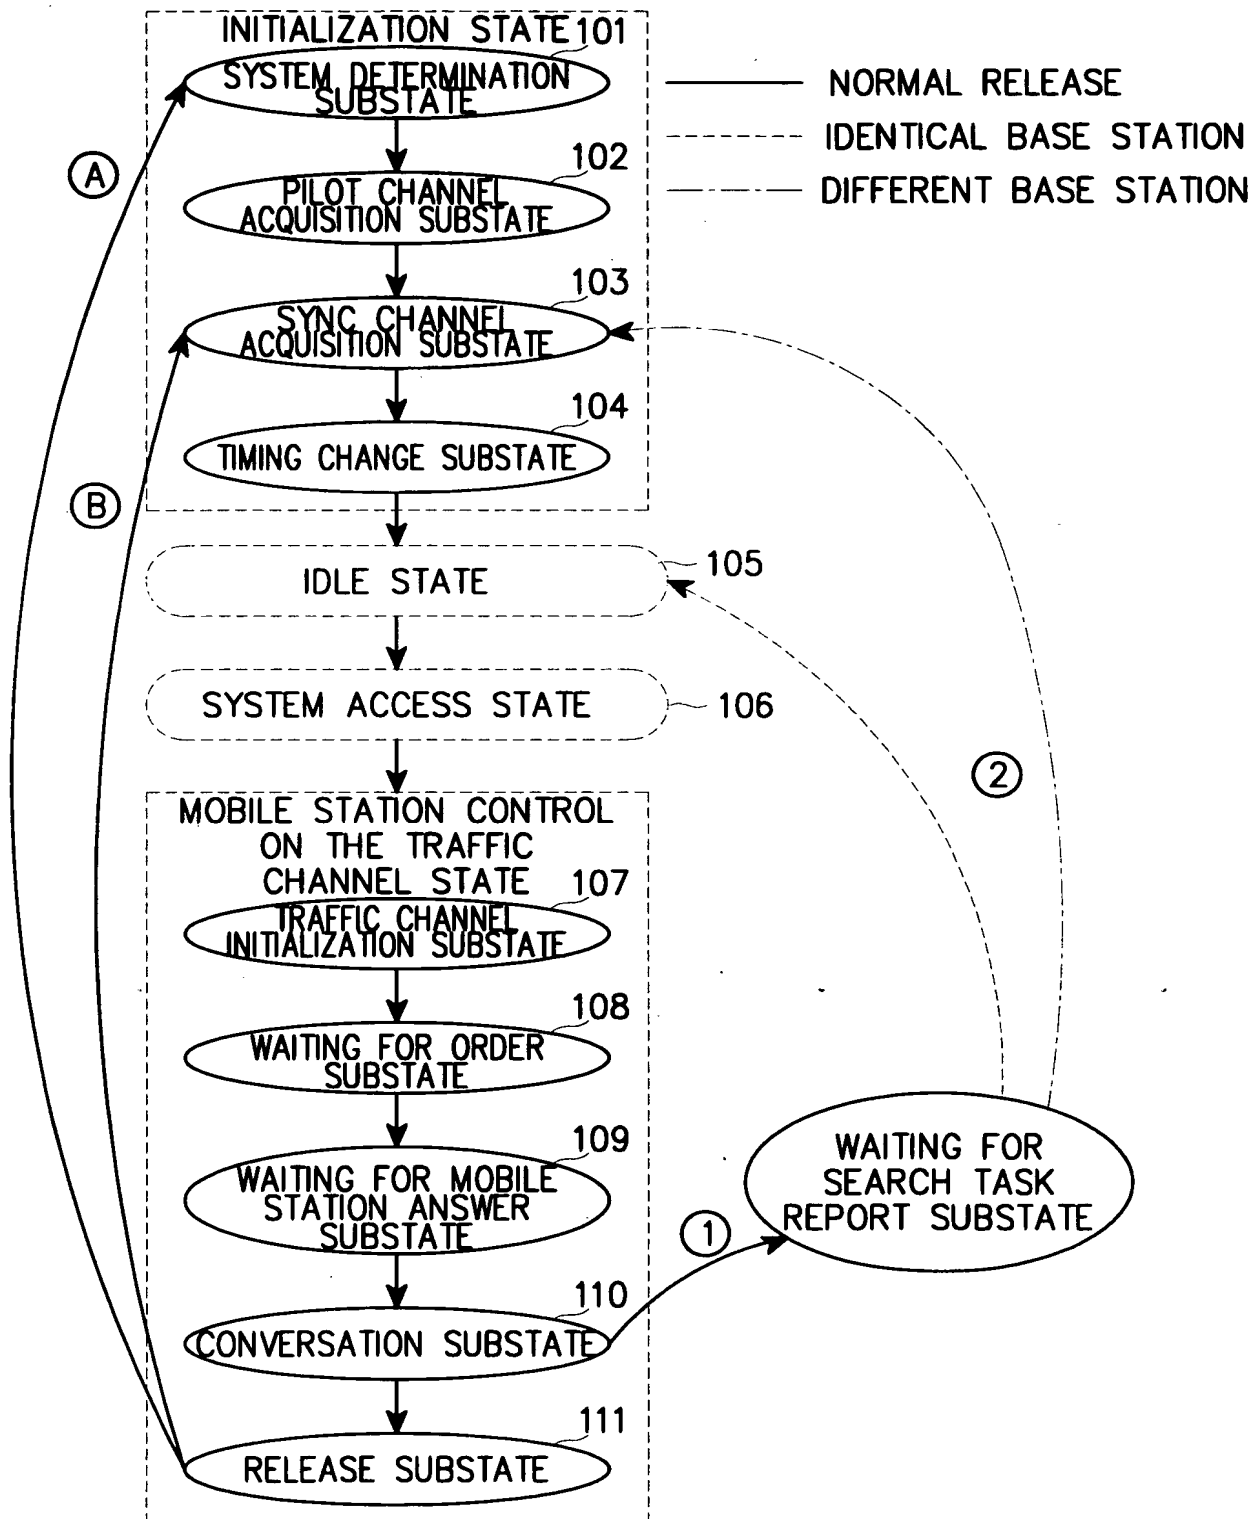 INITIALIZATION STATE
101
SYSTEM DETERMINATION
SUBSTATE
NORMAL RELEASE
IDENTICAL BASE STATION
DIFFERENT BASE STATION
A
102
PILOT CHANNEL
ACQUISITION SUBSTATE
103
SYNC CHANNEL
ACQUISITION SUBSTATE
104
TIMING CHANGE SUBSTATE
B
IDLE STATE
105
SYSTEM ACCESS STATE
106
2
MOBILE STATION CONTROL
ON THE TRAFFIC
CHANNEL STATE
107
TRAFFIC CHANNEL
INITIALIZATION SUBSTATE
108
WAITING FOR ORDER
SUBSTATE
109
WAITING FOR MOBILE
STATION ANSWER
SUBSTATE
WAITING FOR
SEARCH TASK
REPORT SUBSTATE
1
110
CONVERSATION SUBSTATE
111
RELEASE SUBSTATE